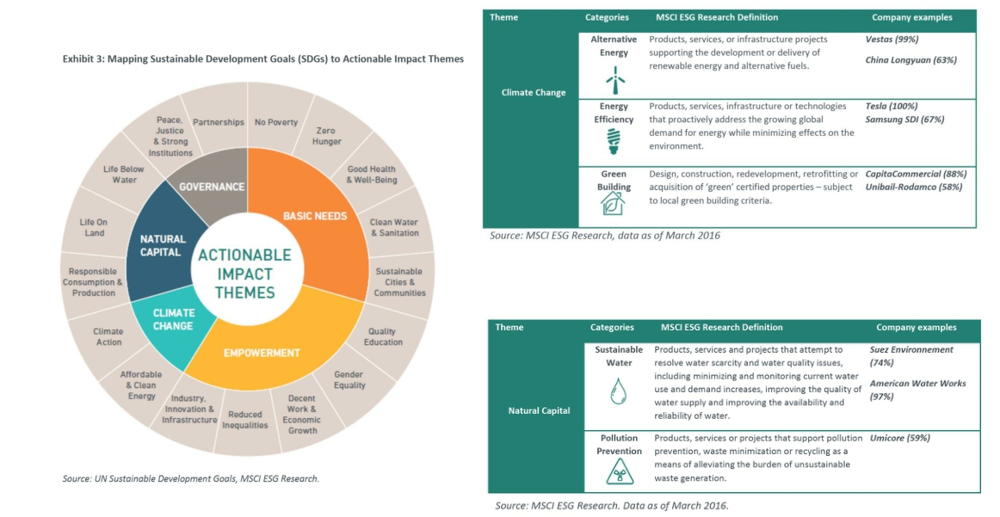 Exhibit 3: Mapping Sustainable Development Goals (SDGs) to Actionable Impact Themes
No Poverty
Zero
Hunger
Good Health
& Well-Being
Clean Water
& Sanitation
Sustainable
Cities &
Communities
Quality
Education
Gender
Equality
Decent
Work &
Economic
Growth
Reduced
Inequalities
Industry,
Innovation &
Infrastructure
Affordable
& Clean
Energy
Climate
Action
Responsible
Consumption &
Production
Life On
Land
Life Below
Water
Peace,
Justice
& Strong
Institutions
Partnerships
BASIC NEEDS
EMPOWERMENT
CLIMATE
CHANGE
NATURAL
CAPITAL
GOVERNANCE
ACTIONABLE
IMPACT
THEMES
Source: UN Sustainable Development Goals, MSCI ESG Research.
Theme Categories MSCI ESG Research Definition Company examples
Climate Change
Alternative
Energy
Products, services, or infrastructure projects
supporting the development or delivery of
renewable energy and alternative fuels.
Vestas (99%)
China Longyuan (63%)
Energy
Efficiency
Products, services, infrastructure or technologies
that proactively address the growing global
demand for energy while minimizing effects on the
environment.
Tesla (100%)
Samsung SDI (67%)
Green
Building
Design, construction, redevelopment, retrofitting or
acquisition of ‘green’ certified properties – subject
to local green building criteria.
CapitaCommercial (88%)
Unibail-Rodamco (58%)
Source: MSCI ESG Research, data as of March 2016
Theme Categories MSCI ESG Research Definition Company examples
Natural Capital
Sustainable
Water
Products, services and projects that attempt to
resolve water scarcity and water quality issues,
including minimizing and monitoring current water
use and demand increases, improving the quality of
water supply and improving the availability and
reliability of water.
Suez Environnement
(74%)
American Water Works
(97%)
Pollution
Prevention
Products, services or projects that support pollution
prevention, waste minimization or recycling as a
means of alleviating the burden of unsustainable
waste generation.
Umicore (59%)
Source: MSCI ESG Research. Data as of March 2016.